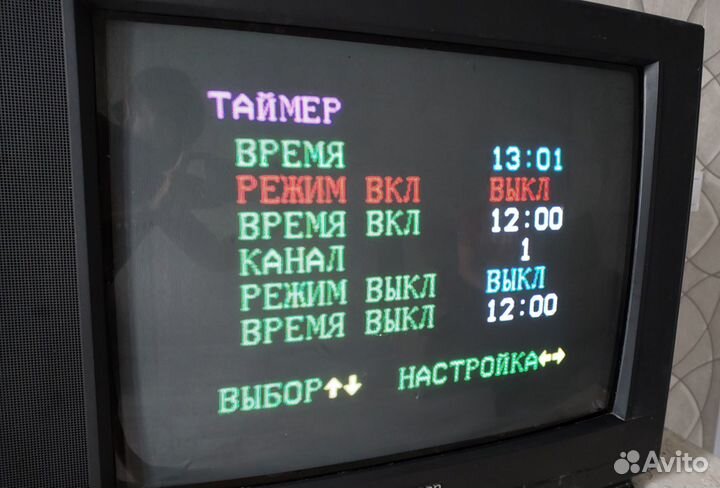 ТАЙМЕР
ВРЕМЯ 13:01
РЕЖИМ ВКЛ ВЫКЛ
ВРЕМЯ ВКЛ 12:00
КАНАЛ 1
РЕЖИМ ВЫКЛ ВЫКЛ
ВРЕМЯ ВЫКЛ 12:00
ВЫБОР↑↓ НАСТРОЙКА←→
Avito